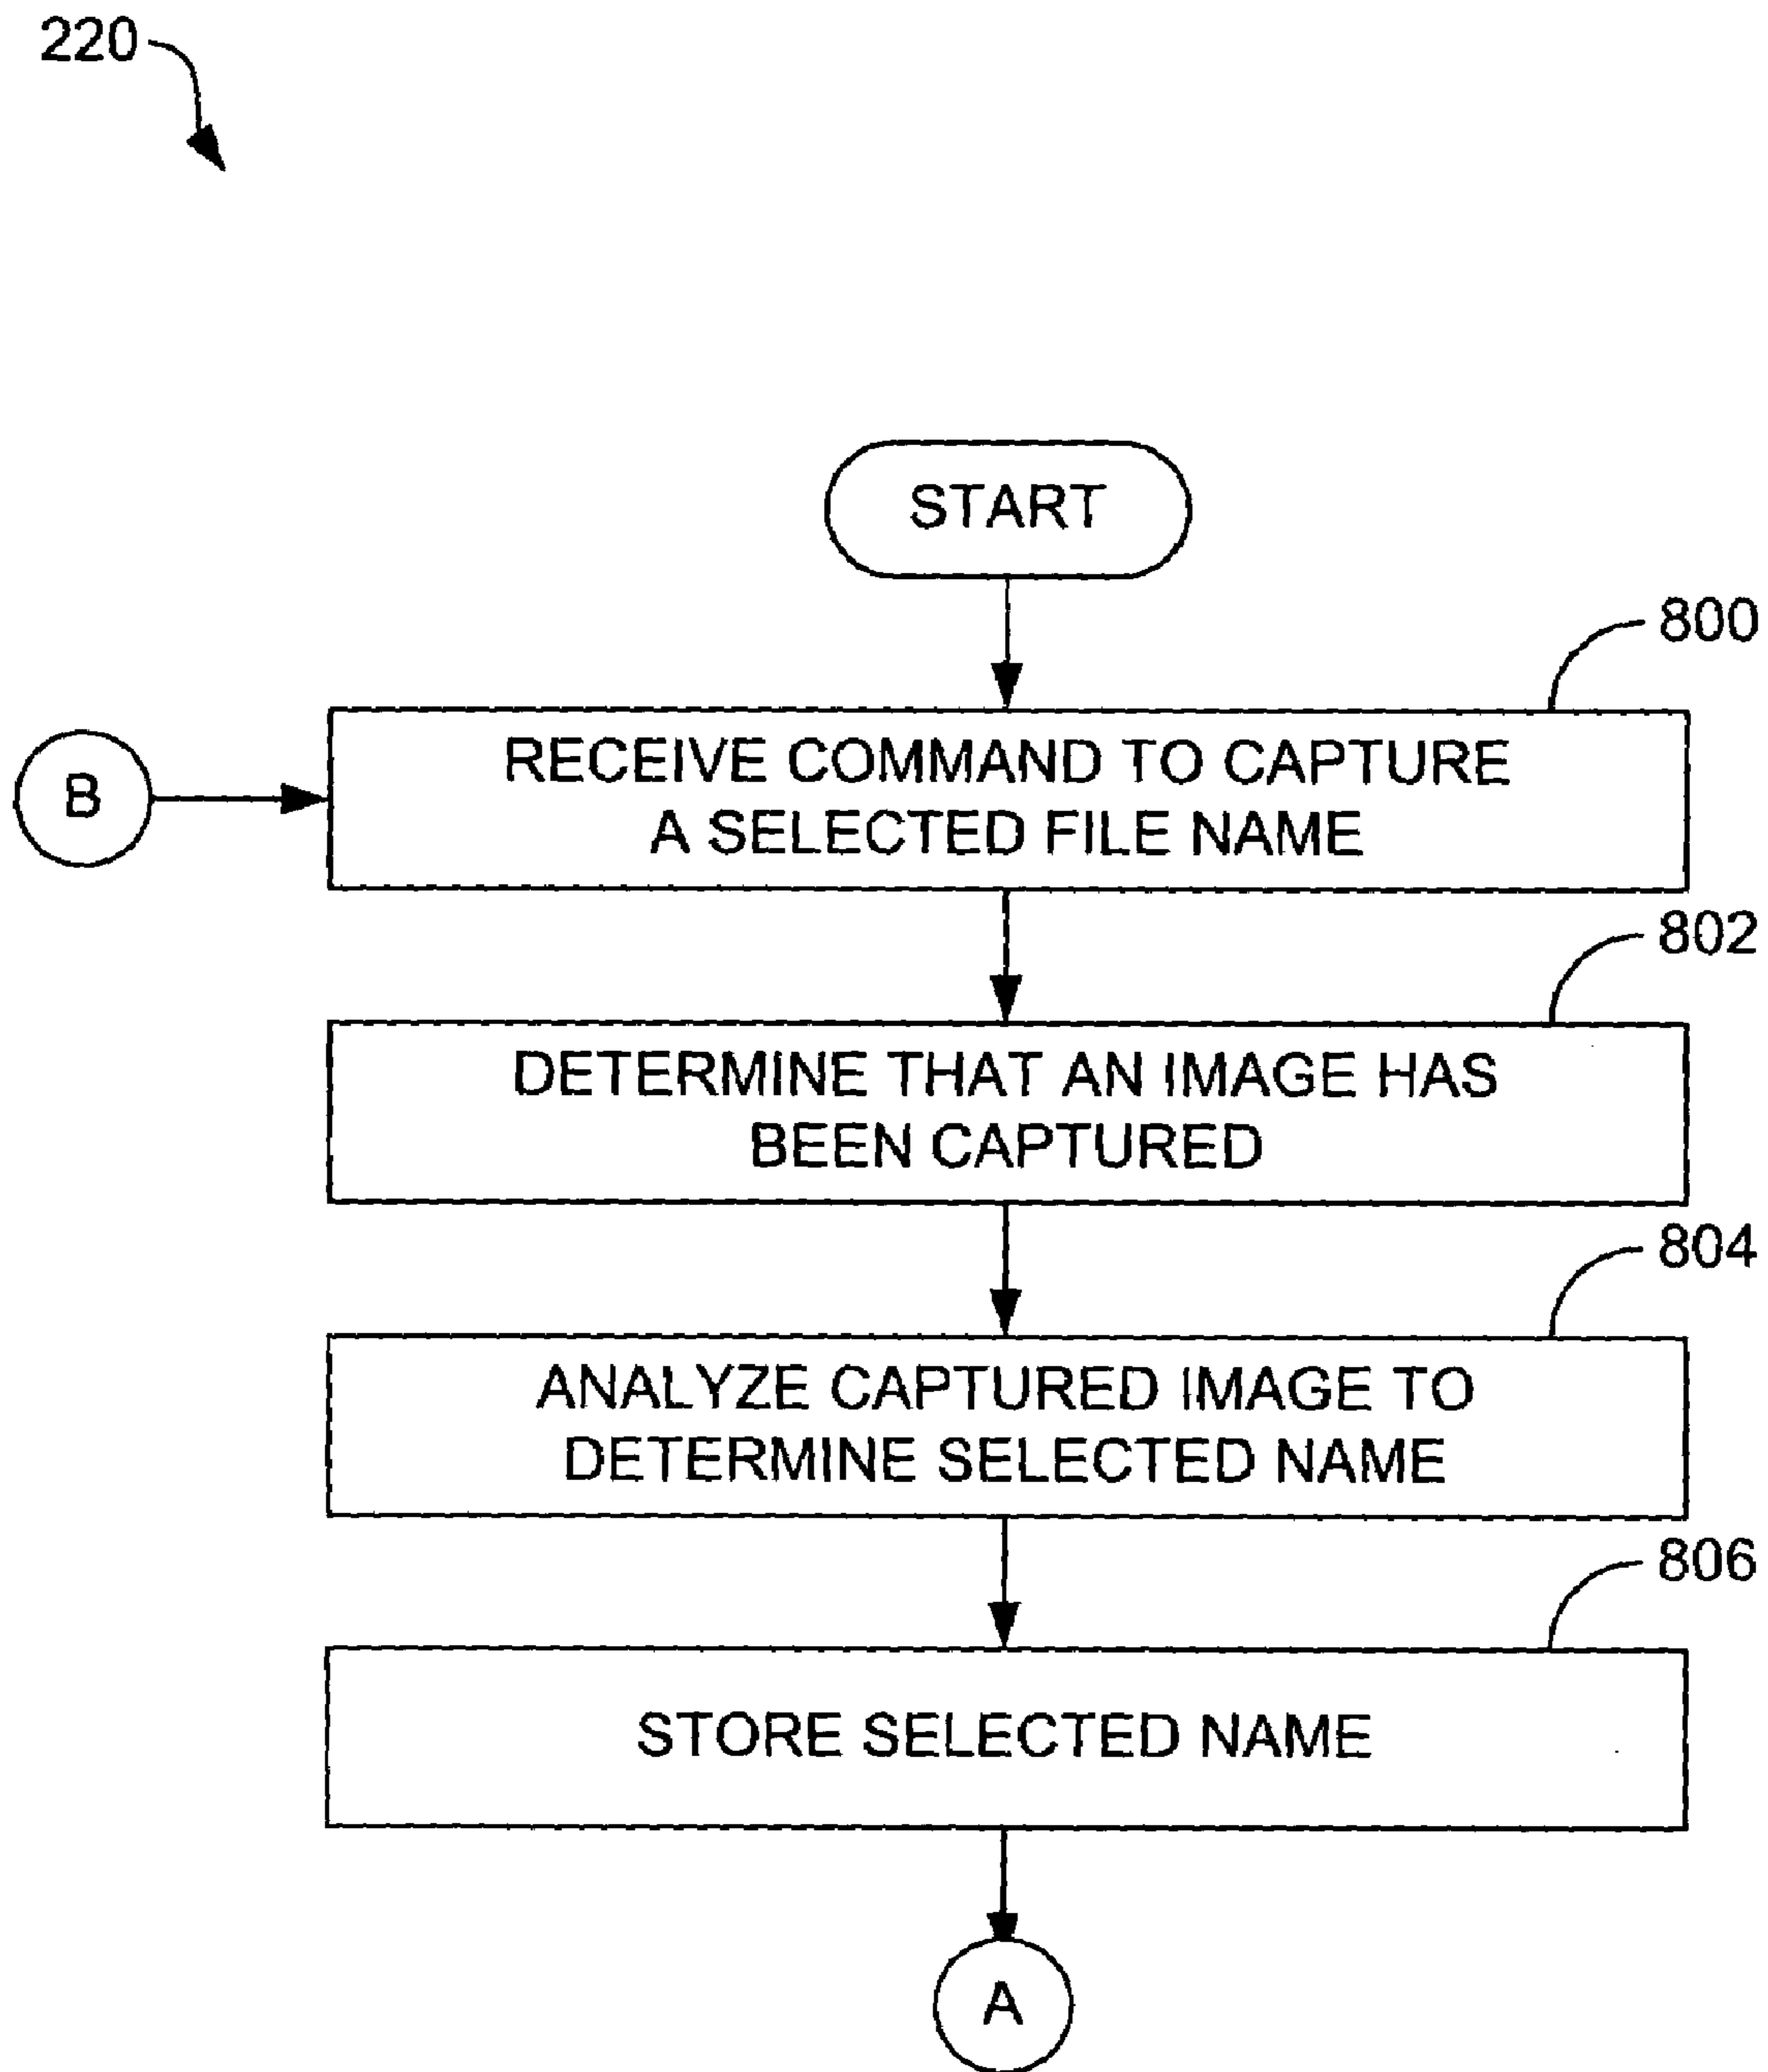 220
START
800
B
RECEIVE COMMAND TO CAPTURE
A SELECTED FILE NAME
802
DETERMINE THAT AN IMAGE HAS
BEEN CAPTURED
804
ANALYZE CAPTURED IMAGE TO
DETERMINE SELECTED NAME
806
STORE SELECTED NAME
A